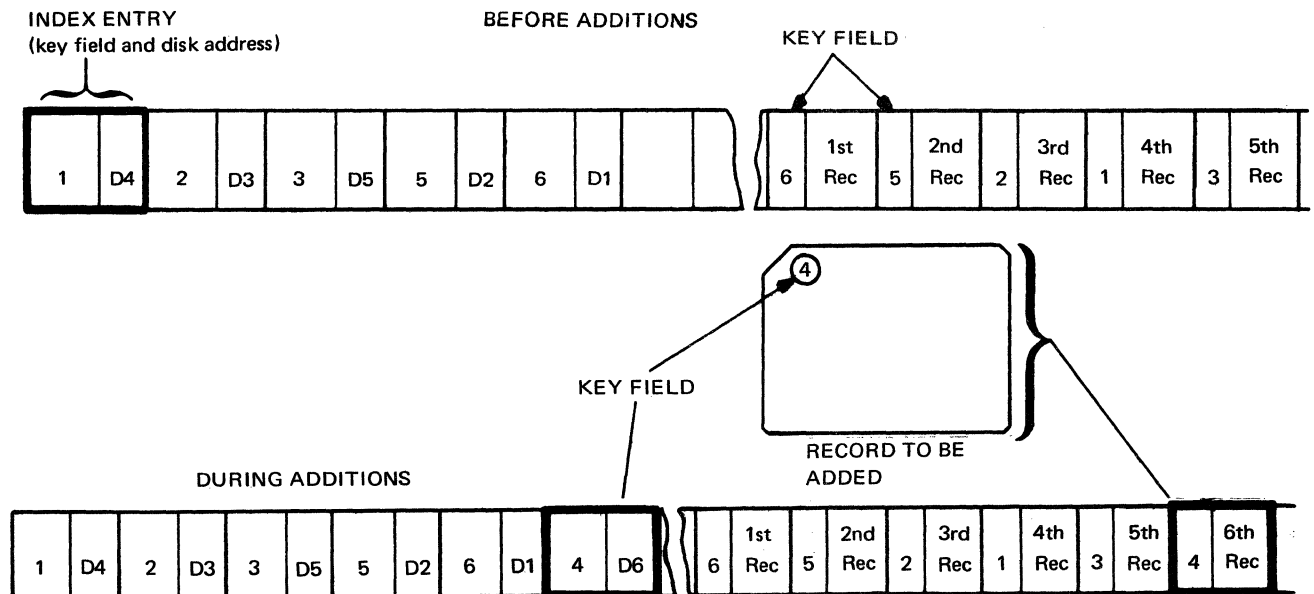 INDEX ENTRY
(key field and disk address)
BEFORE ADDITIONS
KEY FIELD
1 D4 2 D3 3 D5 5 D2 6 D1
6 1st Rec 5 2nd Rec 2 3rd Rec 1 4th Rec 3 5th Rec
4
KEY FIELD
RECORD TO BE
ADDED
DURING ADDITIONS
1 D4 2 D3 3 D5 5 D2 6 D1 4 D6
6 1st Rec 5 2nd Rec 2 3rd Rec 1 4th Rec 3 5th Rec 4 6th Rec